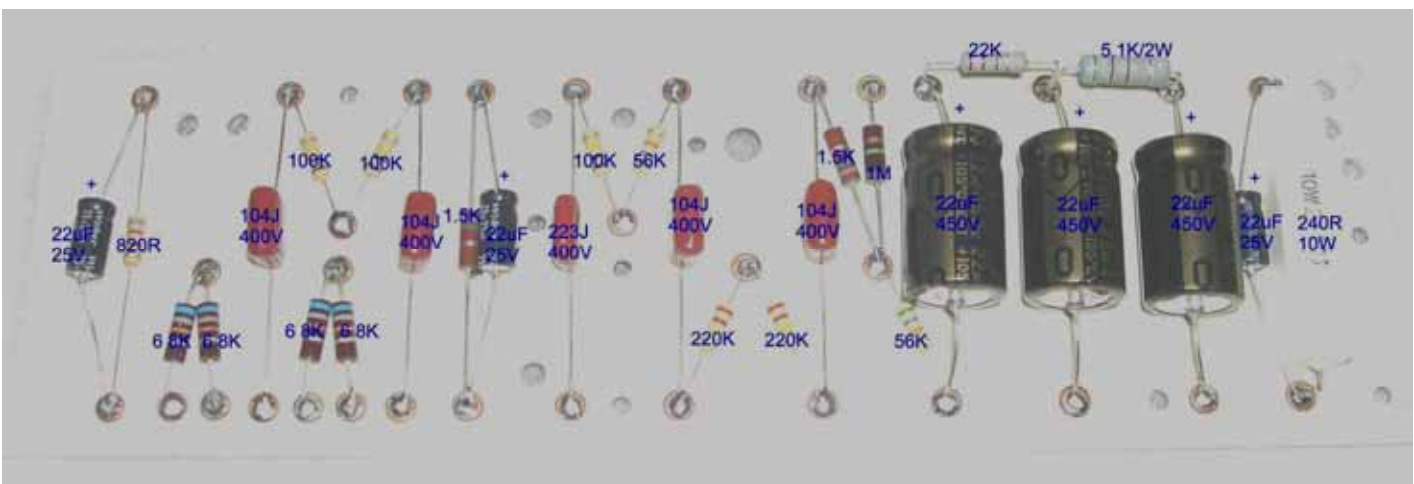 22K
5.1K/2W
+
+
+
100K
100K
100K
56K
1.5K
1M
+
+
+
22uF
25V
820R
104J
400V
104J
400V
1.5K
22uF
25V
223J
400V
104J
400V
104J
400V
22uF
450V
22uF
450V
22uF
450V
22uF
25V
240R
10W
10W
6.8K
6.8K
6.8K
6.8K
220K
220K
56K